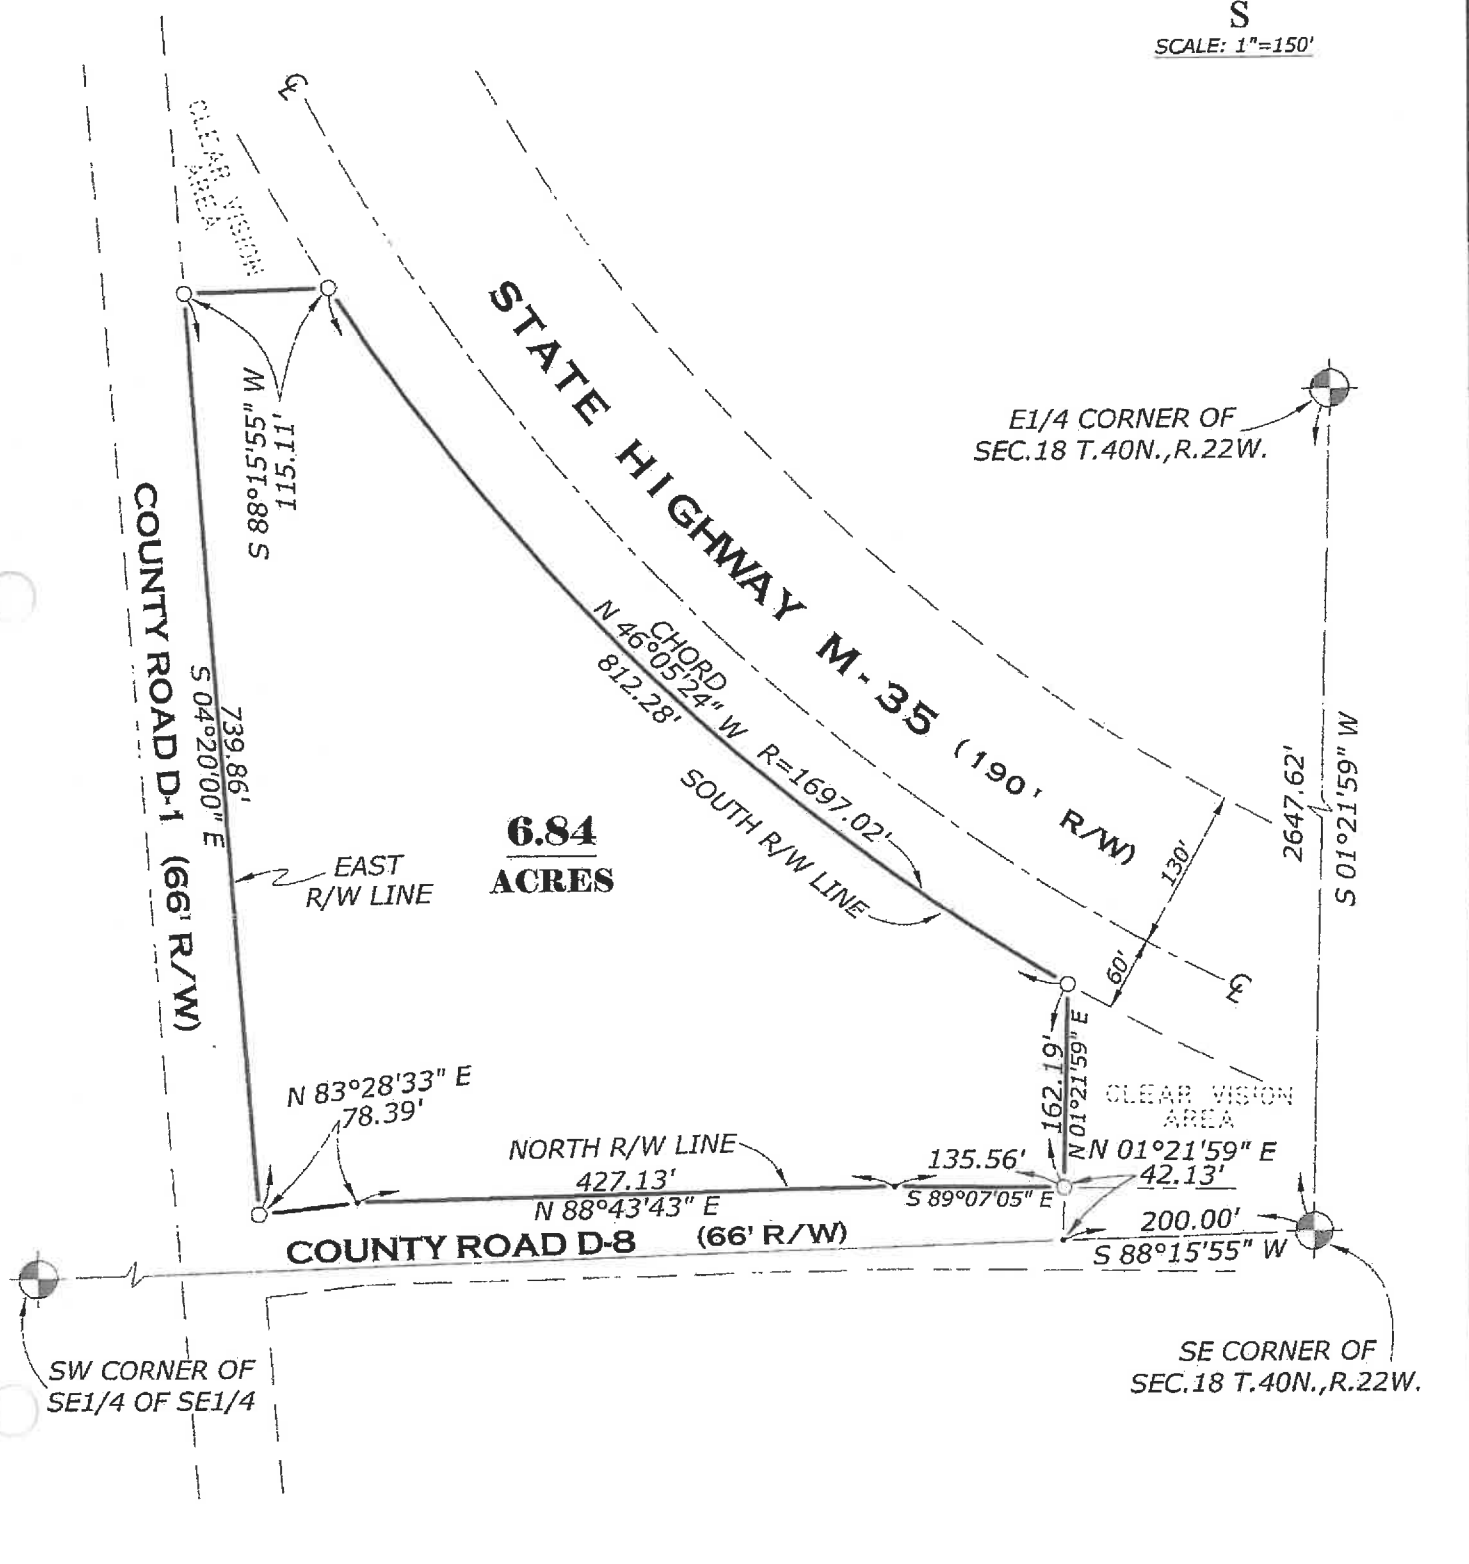 S
SCALE: 1"=150'
℄
CLEAR VISION
AREA
STATE HIGHWAY M-35 (190' R/W)
S 88°15'55" W
115.11'
E1/4 CORNER OF
SEC.18 T.40N.,R.22W.
COUNTY ROAD D-1 (66' R/W)
CHORD
N 46°05'24" W
812.28'
R=1697.02'
SOUTH R/W LINE
739.86'
S 04°20'00" E
2647.62'
S 01°21'59" W
6.84
ACRES
EAST
R/W LINE
130'
60'
℄
162.19'
N 01°21'59" E
N 83°28'33" E
78.39'
CLEAR VISION
AREA
NORTH R/W LINE
427.13'
N 88°43'43" E
135.56'
S 89°07'05" E
N 01°21'59" E
42.13'
200.00'
S 88°15'55" W
COUNTY ROAD D-8 (66' R/W)
SW CORNER OF
SE1/4 OF SE1/4
SE CORNER OF
SEC.18 T.40N.,R.22W.